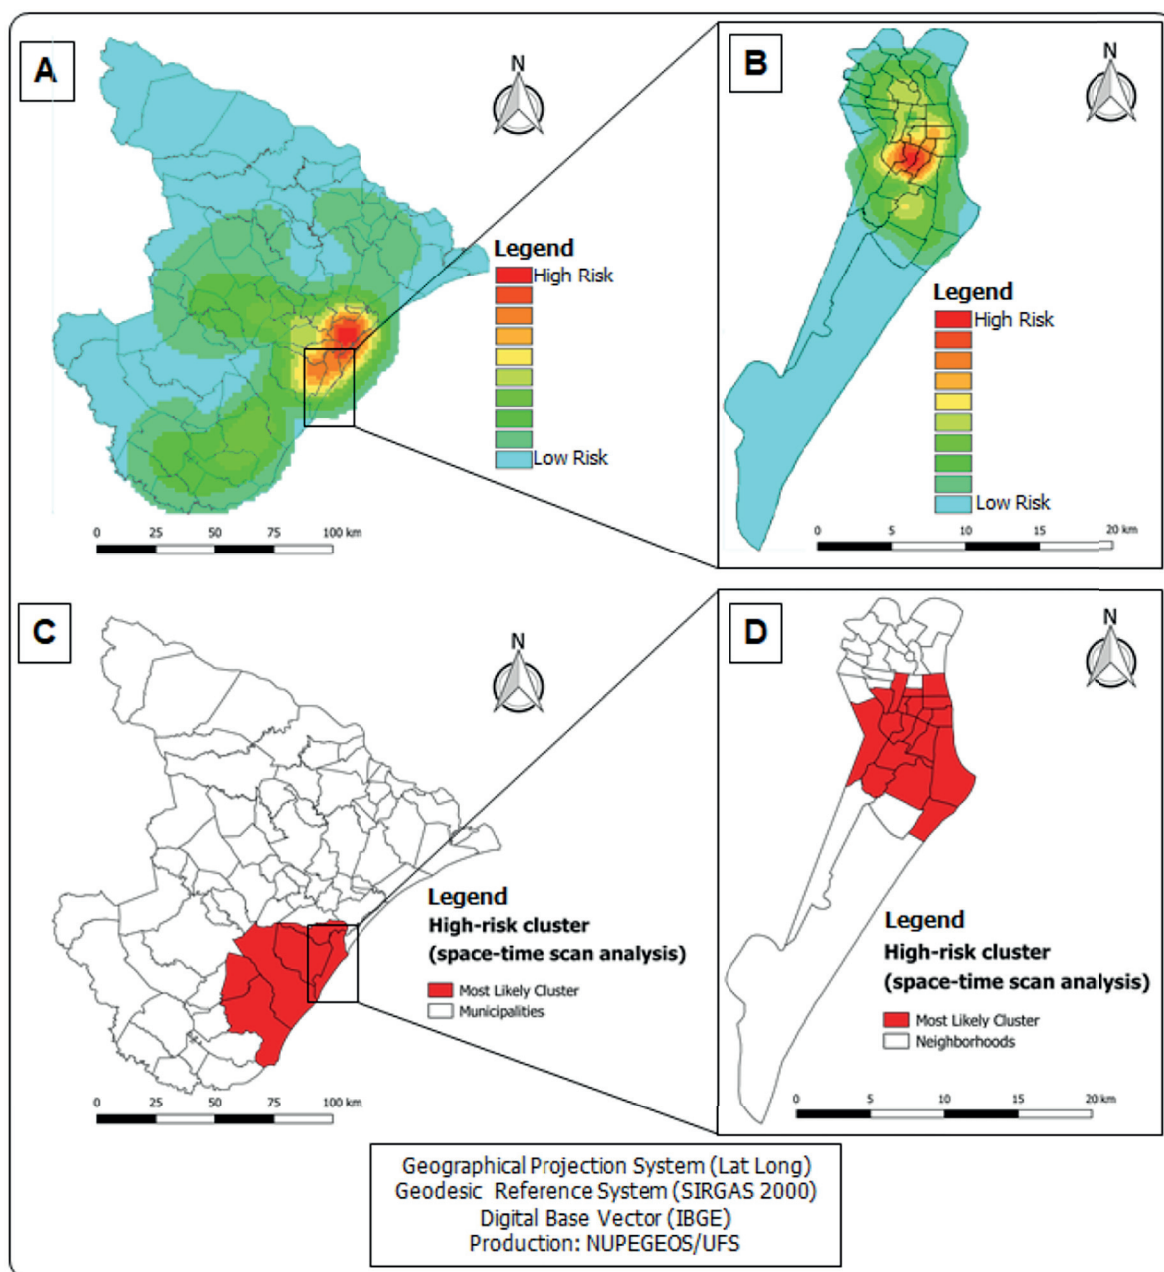 A
N
Legend
High Risk
Low Risk
0 25 50 75 100 km
B
N
Legend
High Risk
Low Risk
0 5 10 15 20 km
C
N
Legend
High-risk cluster
(space-time scan analysis)
Most Likely Cluster
Municipalities
0 25 50 75 100 km
D
N
Legend
High-risk cluster
(space-time scan analysis)
Most Likely Cluster
Neighborhoods
0 5 10 15 20 km
Geographical Projection System (Lat Long)
Geodesic Reference System (SIRGAS 2000)
Digital Base Vector (IBGE)
Production: NUPEGEOS/UFS